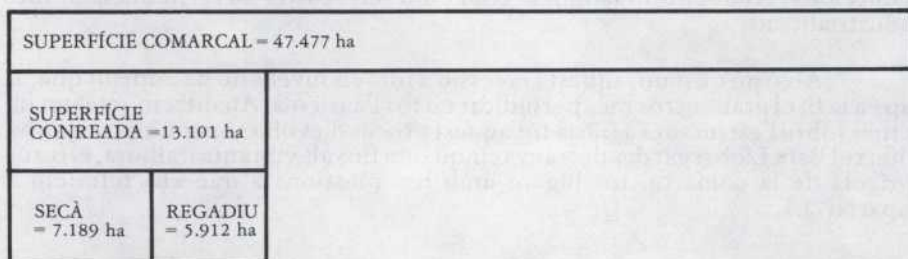 SUPERFÍCIE COMARCAL = 47.477 ha
SUPERFÍCIE
CONREADA =13.101 ha
SECÀ
= 7.189 ha
REGADIU
= 5.912 ha